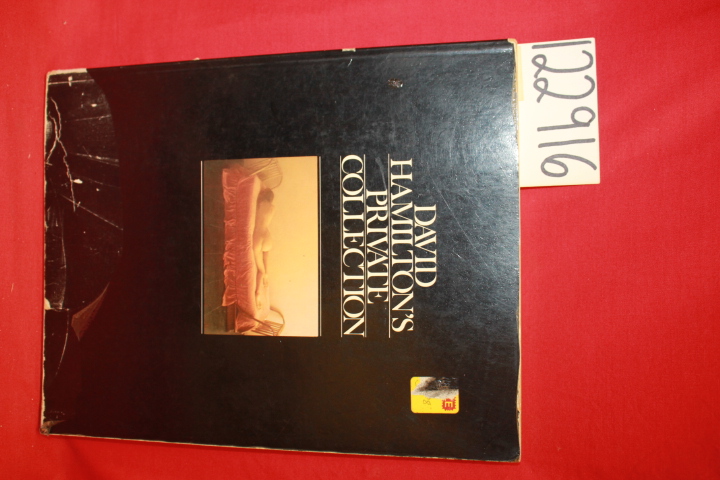 DAVID
HAMILTON'S
PRIVATE
COLLECTION
122916